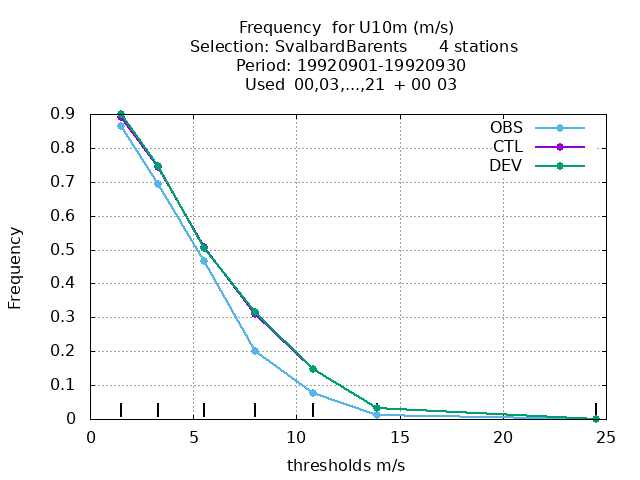 Frequency  for U10m (m/s)
Selection: SvalbardBarents      4 stations
Period: 19920901-19920930
Used  00,03,...,21  + 00 03
OBS
CTL
DEV
Frequency
0.9
0.8
0.7
0.6
0.5
0.4
0.3
0.2
0.1
0
0 5 10 15 20 25
thresholds m/s